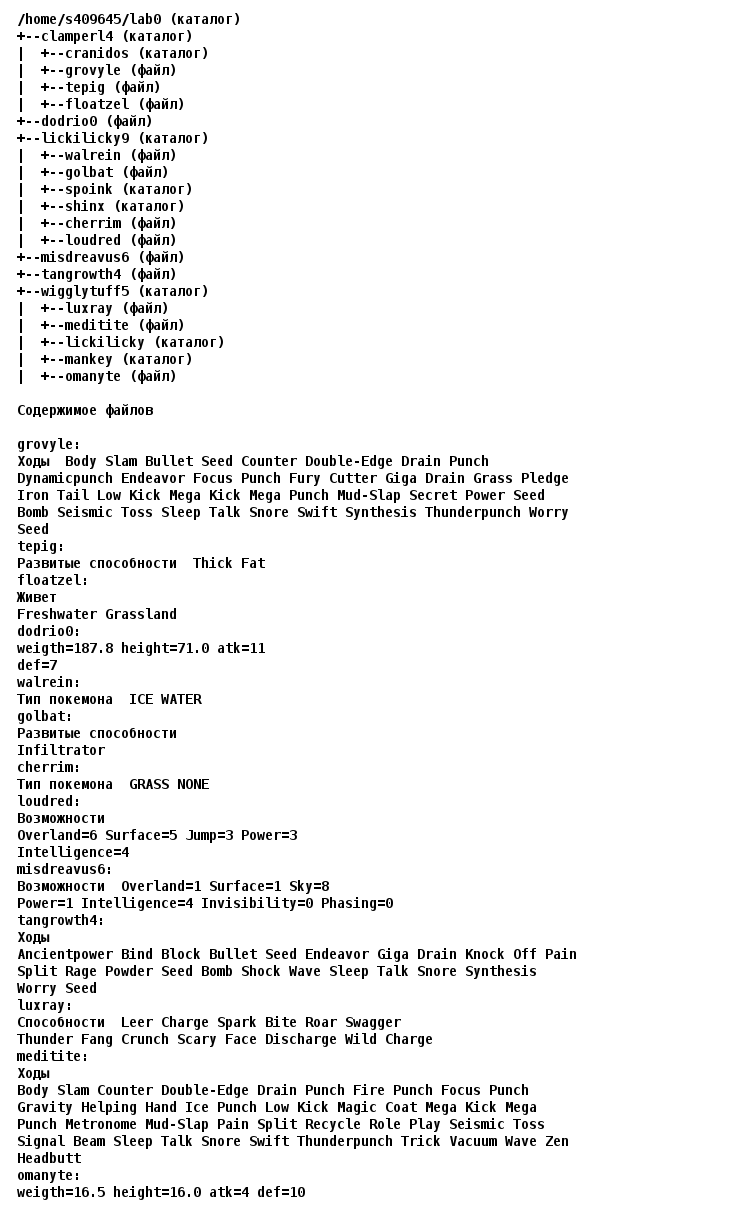 /home/s409645/lab0 (каталог)
+--clamperl4 (каталог)
|  +--cranidos (каталог)
|  +--grovyle (файл)
|  +--tepig (файл)
|  +--floatzel (файл)
+--dodrio0 (файл)
+--lickilicky9 (каталог)
|  +--walrein (файл)
|  +--golbat (файл)
|  +--spoink (каталог)
|  +--shinx (каталог)
|  +--cherrim (файл)
|  +--loudred (файл)
+--misdreavus6 (файл)
+--tangrowth4 (файл)
+--wigglytuff5 (каталог)
|  +--luxray (файл)
|  +--meditite (файл)
|  +--lickilicky (каталог)
|  +--mankey (каталог)
|  +--omanyte (файл)

Содержимое файлов

grovyle:
Ходы  Body Slam Bullet Seed Counter Double-Edge Drain Punch
Dynamicpunch Endeavor Focus Punch Fury Cutter Giga Drain Grass Pledge
Iron Tail Low Kick Mega Kick Mega Punch Mud-Slap Secret Power Seed
Bomb Seismic Toss Sleep Talk Snore Swift Synthesis Thunderpunch Worry
Seed
tepig:
Развитые способности  Thick Fat
floatzel:
Живет
Freshwater Grassland
dodrio0:
weigth=187.8 height=71.0 atk=11
def=7
walrein:
Тип покемона  ICE WATER
golbat:
Развитые способности
Infiltrator
cherrim:
Тип покемона  GRASS NONE
loudred:
Возможности
Overland=6 Surface=5 Jump=3 Power=3
Intelligence=4
misdreavus6:
Возможности  Overland=1 Surface=1 Sky=8
Power=1 Intelligence=4 Invisibility=0 Phasing=0
tangrowth4:
Ходы
Ancientpower Bind Block Bullet Seed Endeavor Giga Drain Knock Off Pain
Split Rage Powder Seed Bomb Shock Wave Sleep Talk Snore Synthesis
Worry Seed
luxray:
Способности  Leer Charge Spark Bite Roar Swagger
Thunder Fang Crunch Scary Face Discharge Wild Charge
meditite:
Ходы
Body Slam Counter Double-Edge Drain Punch Fire Punch Focus Punch
Gravity Helping Hand Ice Punch Low Kick Magic Coat Mega Kick Mega
Punch Metronome Mud-Slap Pain Split Recycle Role Play Seismic Toss
Signal Beam Sleep Talk Snore Swift Thunderpunch Trick Vacuum Wave Zen
Headbutt
omanyte:
weigth=16.5 height=16.0 atk=4 def=10